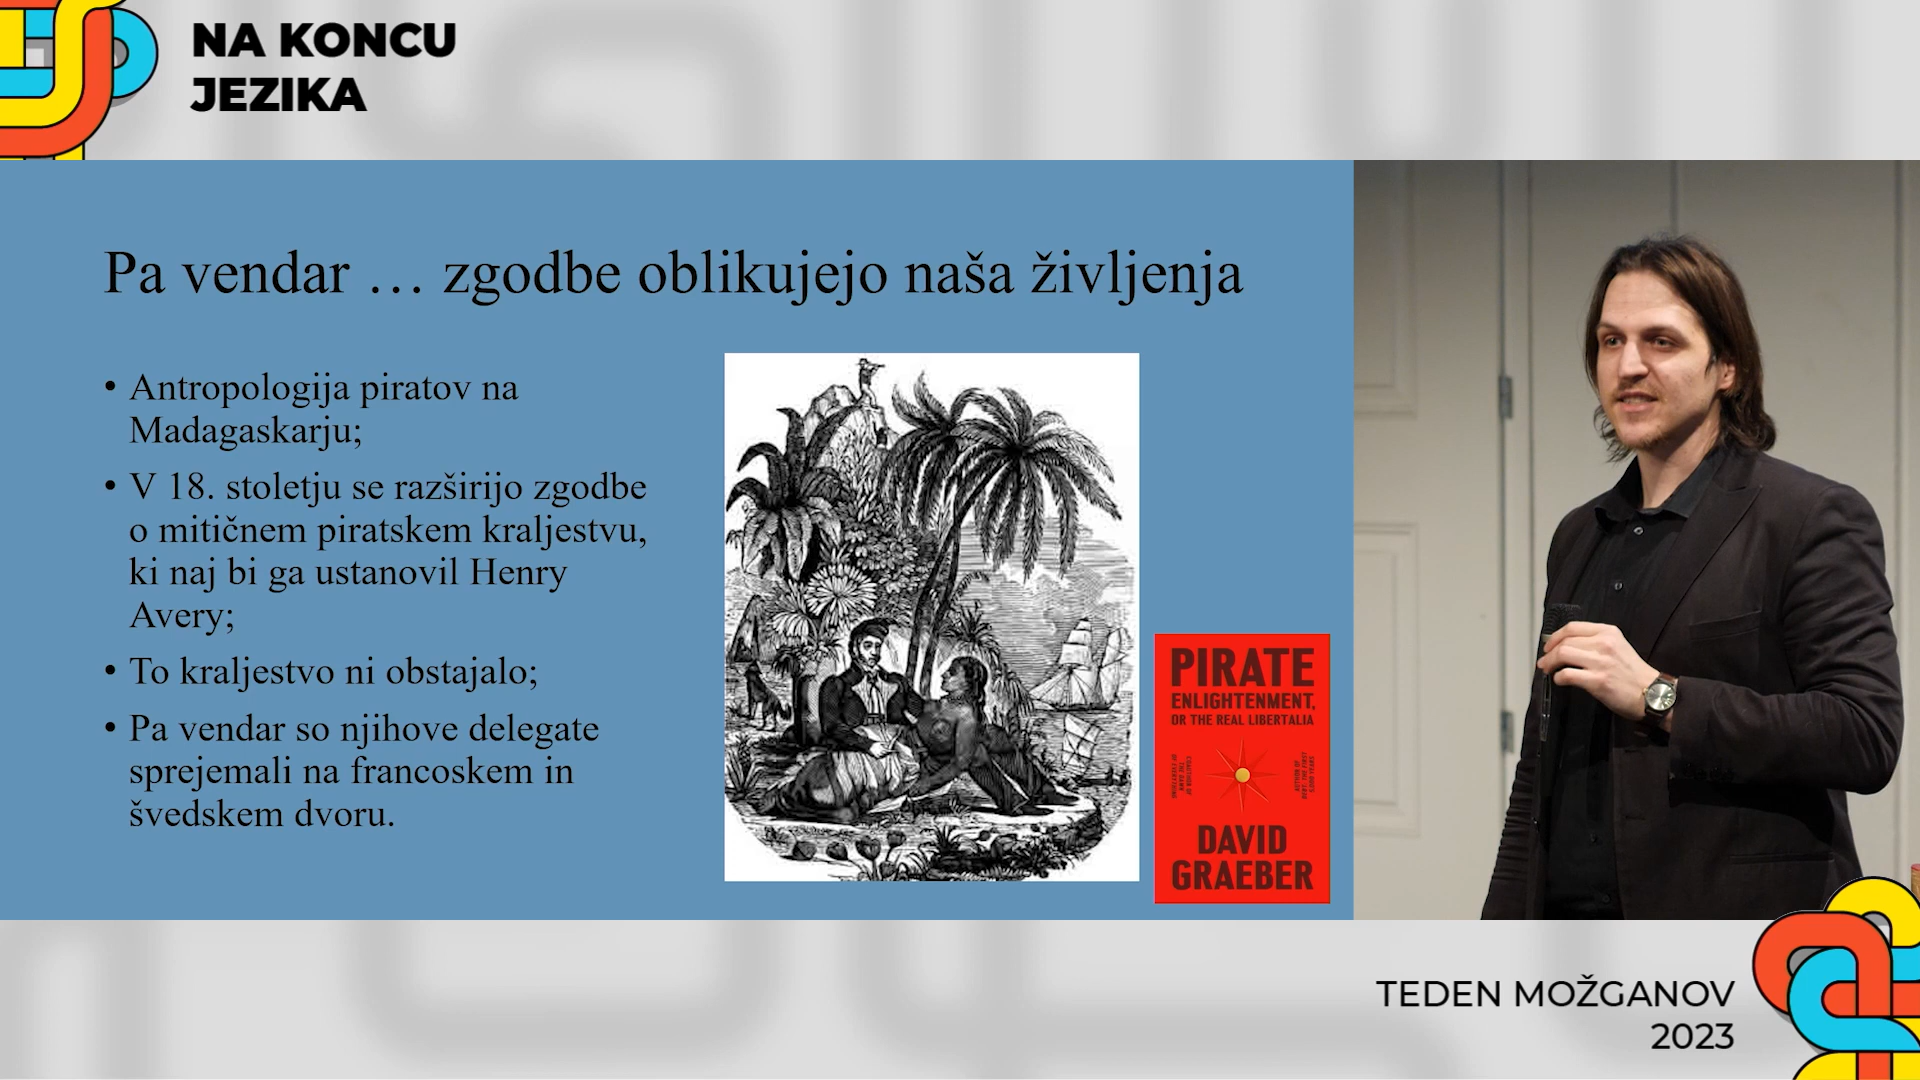 NA KONCU
JEZIKA
Pa vendar … zgodbe oblikujejo naša življenja
• Antropologija piratov na
Madagaskarju;
• V 18. stoletju se razširijo zgodbe
o mitičnem piratskem kraljestvu,
ki naj bi ga ustanovil Henry
Avery;
• To kraljestvo ni obstajalo;
• Pa vendar so njihove delegate
sprejemali na francoskem in
švedskem dvoru.
PIRATE
ENLIGHTENMENT,
OR THE REAL LIBERTALIA
DAVID
GRAEBER
TEDEN MOŽGANOV
2023